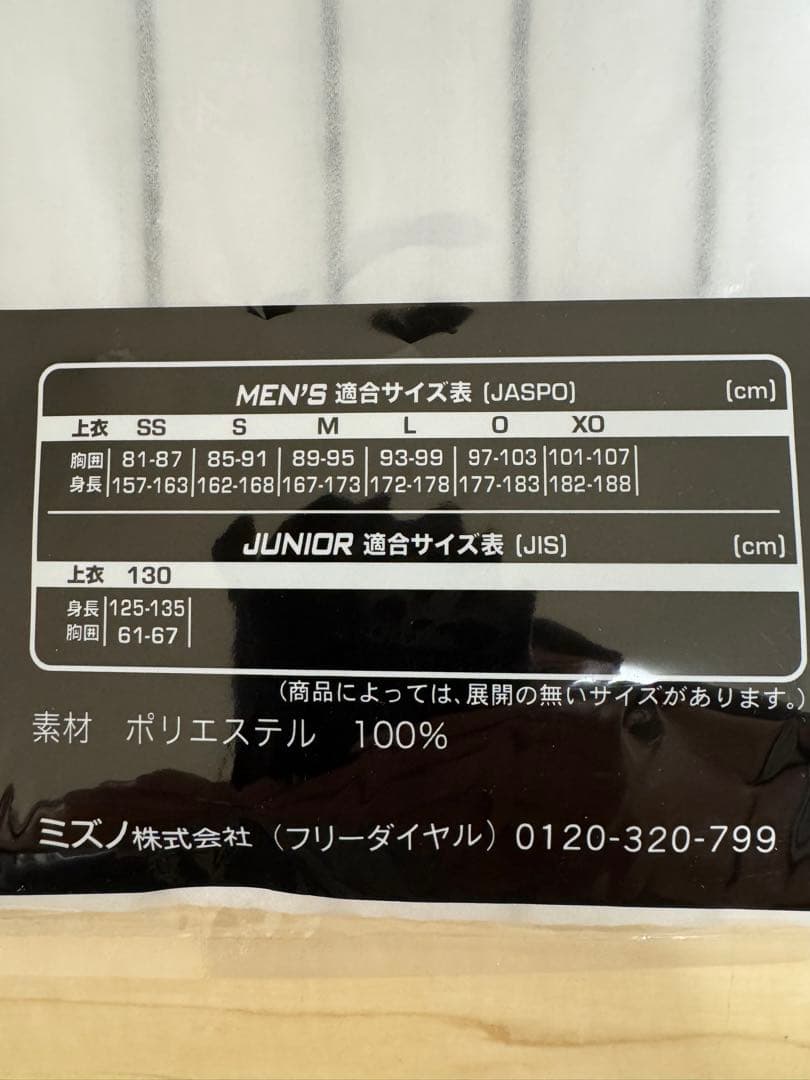 MEN'S 適合サイズ表 (JASPO) (cm)
上衣 SS S M L O XO
胸囲 81-87 85-91 89-95 93-99 97-103 101-107
身長 157-163 162-168 167-173 172-178 177-183 182-188
JUNIOR 適合サイズ表 (JIS) (cm)
上衣 130
身長 125-135
胸囲 61-67
(商品によっては、展開の無いサイズがあります。)
素材 ポリエステル 100%
ミズノ株式会社 (フリーダイヤル) 0120-320-799